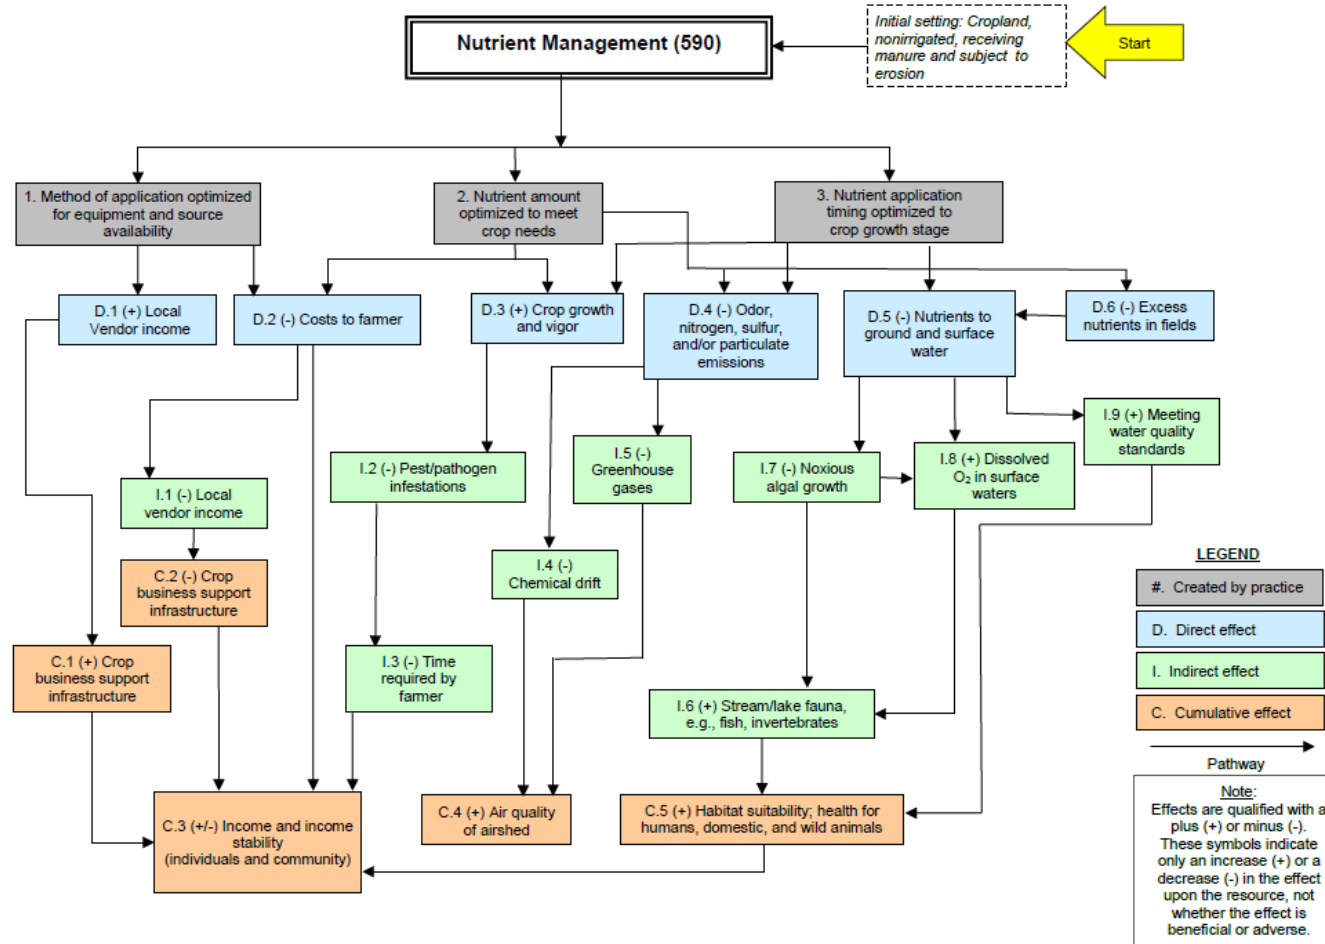 Nutrient Management (590)
Initial setting: Cropland,
nonirrigated, receiving
manure and subject to
erosion
Start
1. Method of application optimized
for equipment and source
availability
2. Nutrient amount
optimized to meet
crop needs
3. Nutrient application
timing optimized to
crop growth stage
D.1 (+) Local
Vendor income
D.2 (-) Costs to farmer
D.3 (+) Crop growth
and vigor
D.4 (-) Odor,
nitrogen, sulfur,
and/or particulate
emissions
D.5 (-) Nutrients to
ground and surface
water
D.6 (-) Excess
nutrients in fields
I.9 (+) Meeting
water quality
standards
I.5 (-)
Greenhouse
gases
I.2 (-) Pest/pathogen
infestations
I.7 (-) Noxious
algal growth
I.8 (+) Dissolved
O₂ in surface
waters
I.1 (-) Local
vendor income
C.2 (-) Crop
business support
infrastructure
I.4 (-)
Chemical drift
C.1 (+) Crop
business support
infrastructure
I.3 (-) Time
required by
farmer
I.6 (+) Stream/lake fauna,
e.g., fish, invertebrates
C.3 (+/-) Income and income
stability
(individuals and community)
C.4 (+) Air quality
of airshed
C.5 (+) Habitat suitability; health for
humans, domestic, and wild animals
LEGEND
#. Created by practice
D. Direct effect
I. Indirect effect
C. Cumulative effect
Pathway
Note:
Effects are qualified with a
plus (+) or minus (-).
These symbols indicate
only an increase (+) or a
decrease (-) in the effect
upon the resource, not
whether the effect is
beneficial or adverse.